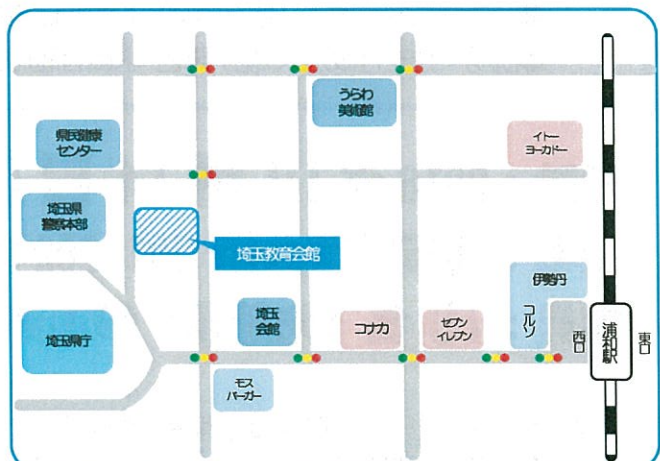 うらわ
美術館
県民健康
センター
イトー
ヨーカドー
埼玉県
警察本部
埼玉教育会館
伊勢丹
コルソ
埼玉
会館
コナカ
セブン
イレブン
西口
浦和駅
東口
埼玉県庁
モス
バーガー